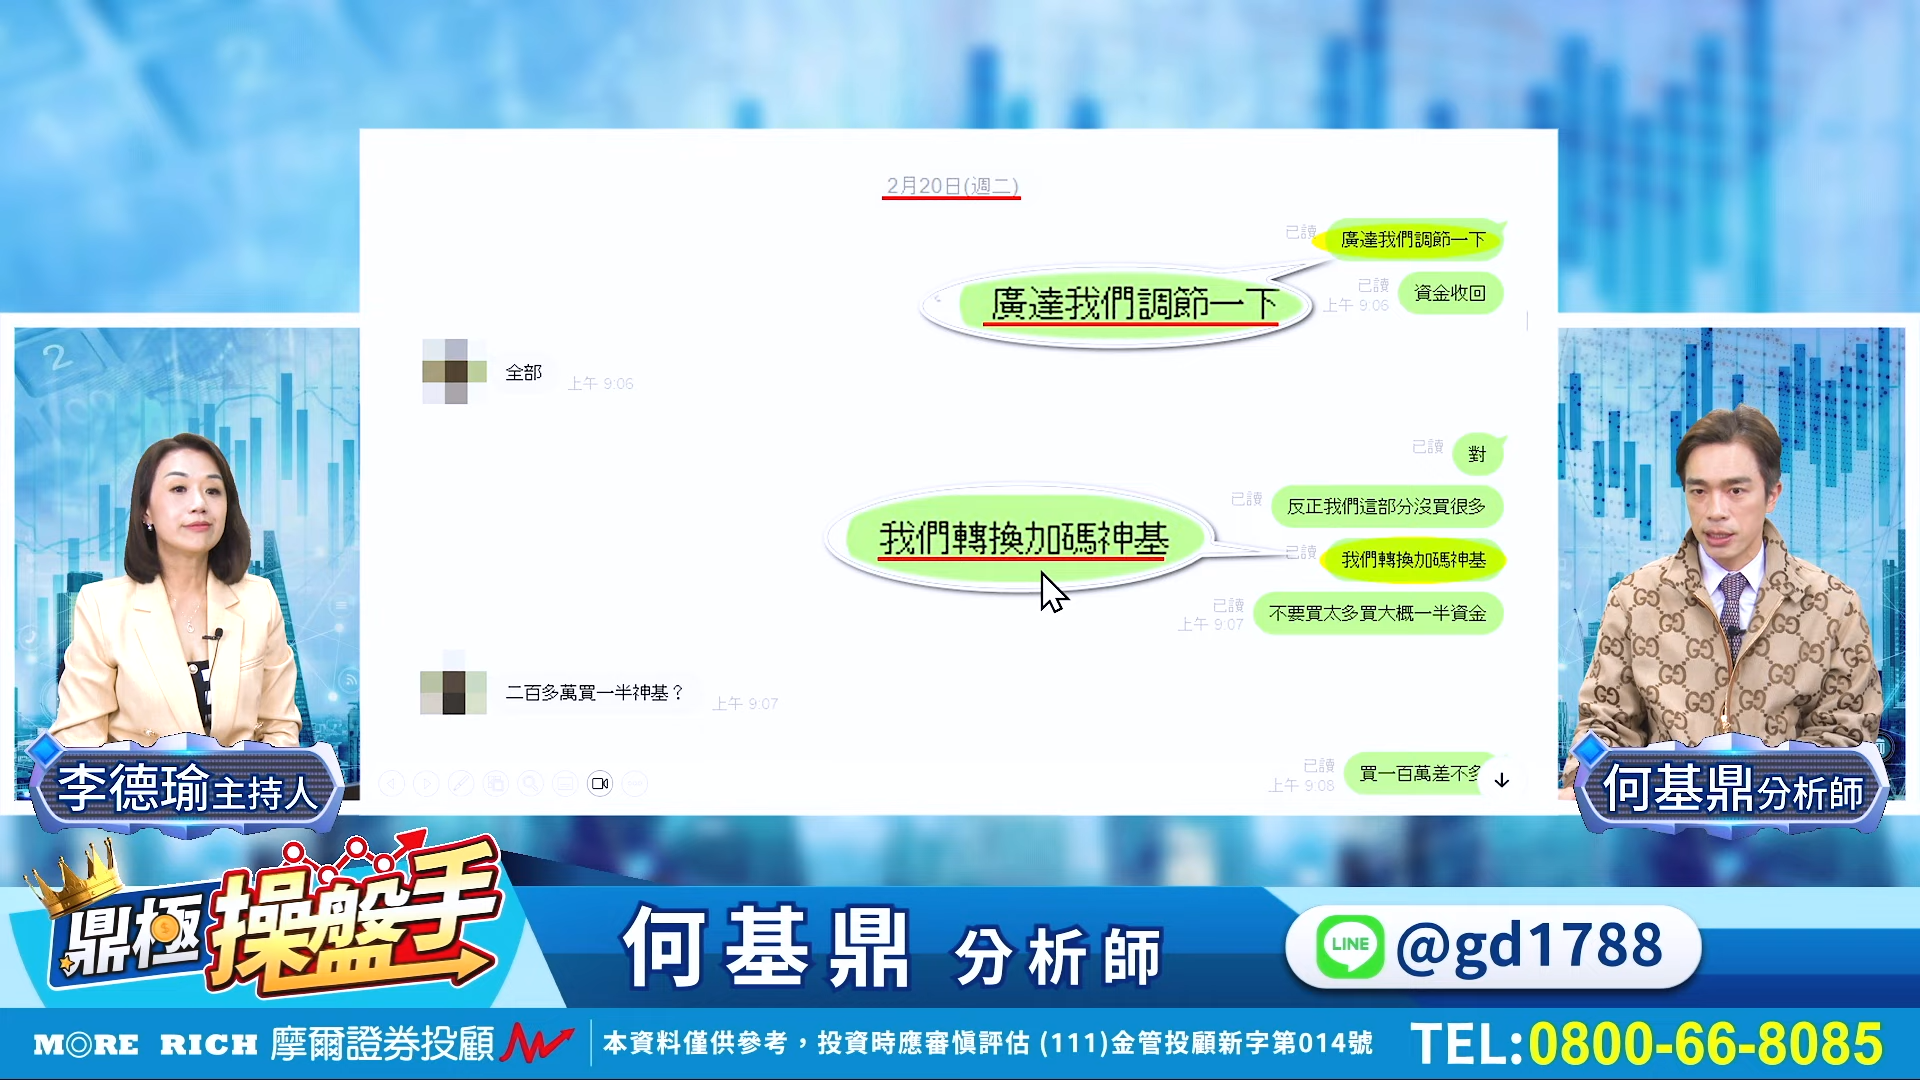 2月20日(週二)
已讀
廣達我們調節一下
廣達我們調節一下
已讀
上午 9:06
資金收回
全部
上午 9:06
已讀
對
已讀
反正我們這部分沒買很多
我們轉換加碼神基
已讀
我們轉換加碼神基
已讀
上午 9:07
不要買太多買大概一半資金
二百多萬買一半神基？
上午 9:07
已讀
上午 9:08
買一百萬差不多
李德瑜主持人
何基鼎分析師
鼎極操盤手
何基鼎 分析師
LINE @gd1788
MORE RICH 摩爾證券投顧
本資料僅供參考，投資時應審慎評估 (111)金管投顧新字第014號
TEL:0800-66-8085